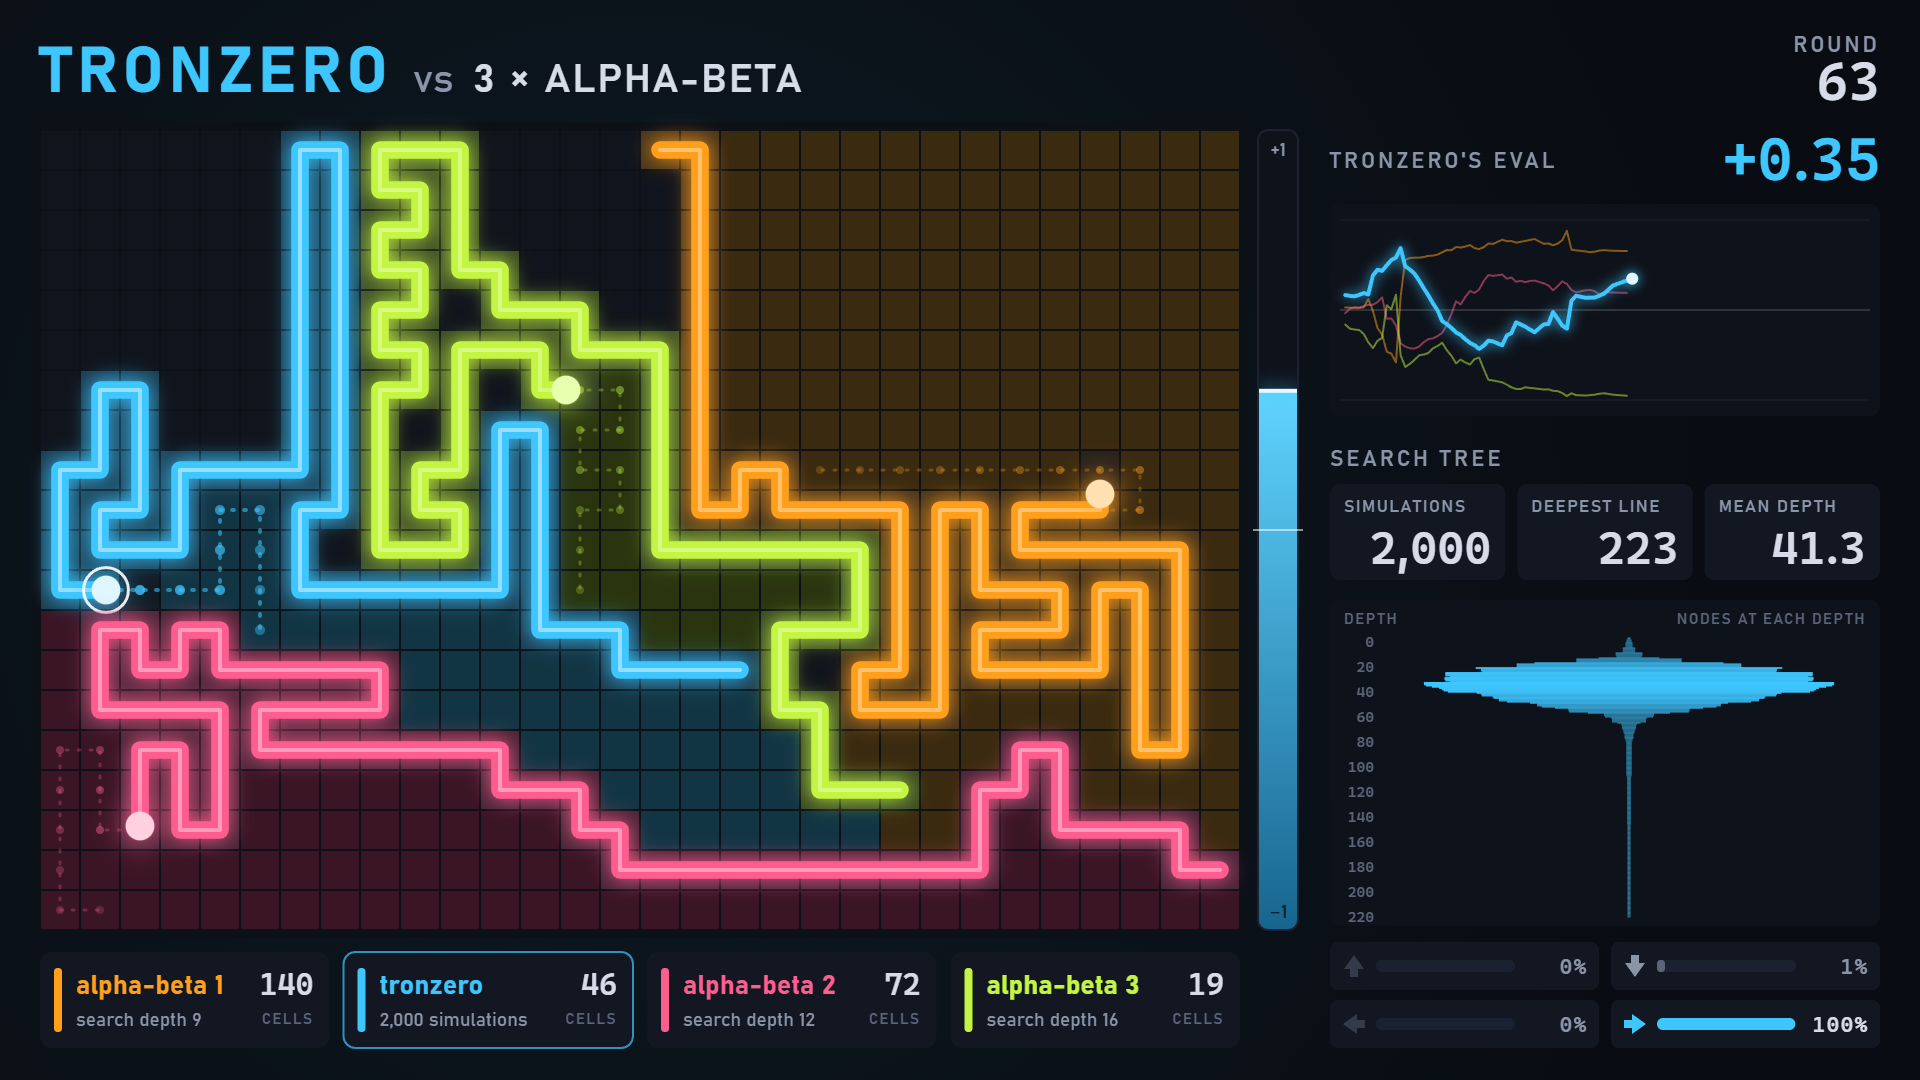 TRONZERO vs 3 × ALPHA-BETA
ROUND
63
+1
−1
TRONZERO'S EVAL
+0.35
SEARCH TREE
SIMULATIONS
2,000
DEEPEST LINE
223
MEAN DEPTH
41.3
DEPTH
NODES AT EACH DEPTH
0
20
40
60
80
100
120
140
160
180
200
220
0%
1%
0%
100%
alpha-beta 1
140
search depth 9
CELLS
tronzero
46
2,000 simulations
CELLS
alpha-beta 2
72
search depth 12
CELLS
alpha-beta 3
19
search depth 16
CELLS